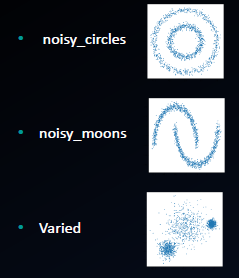 • noisy_circles
• noisy_moons
• Varied